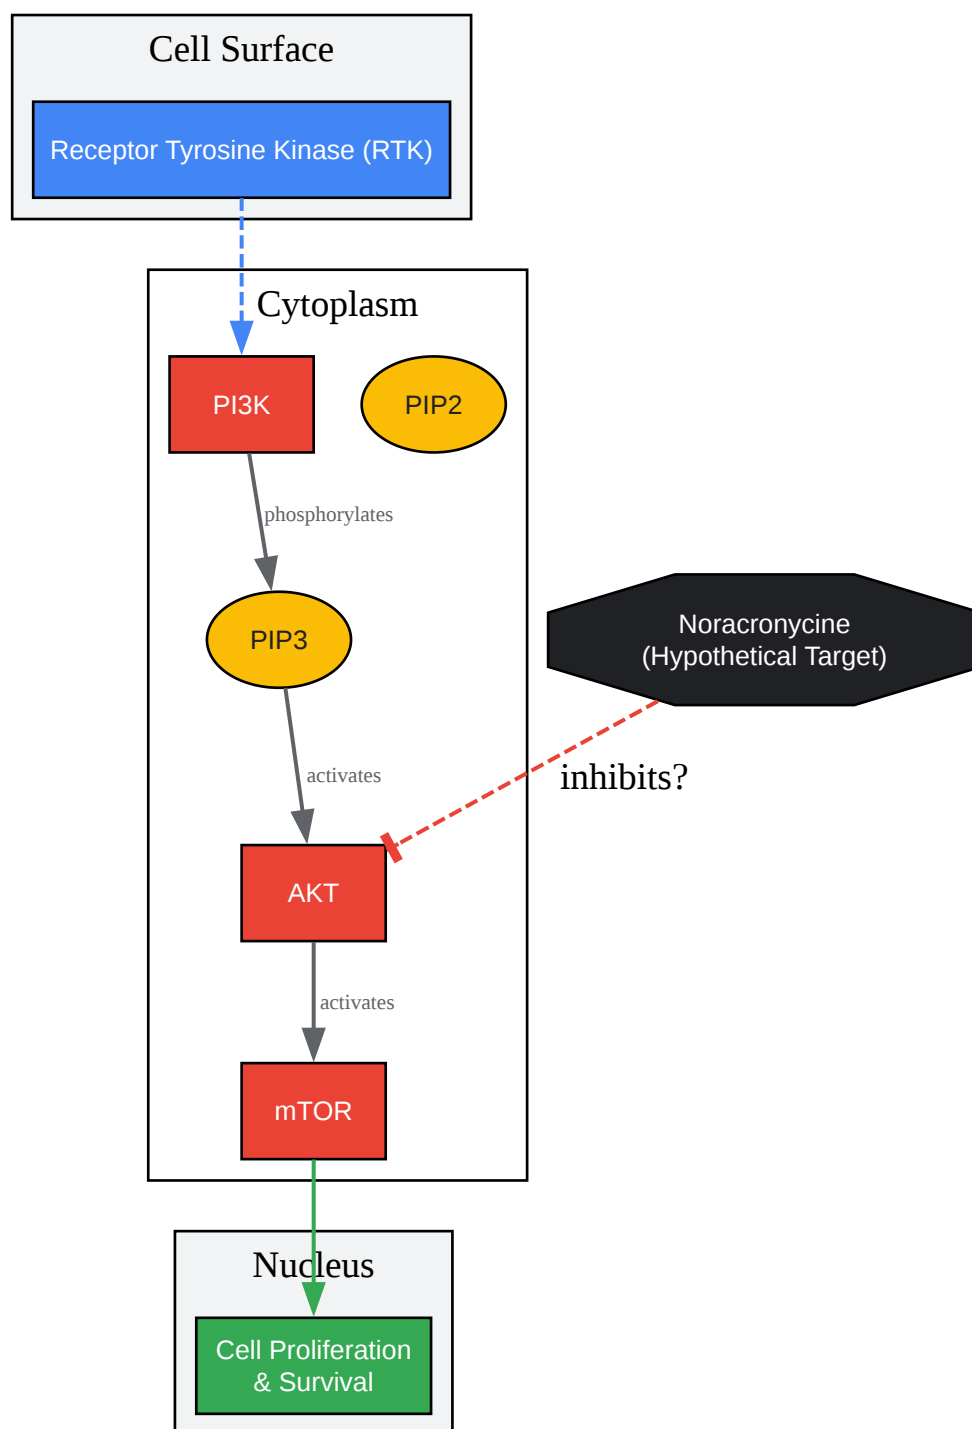 Cell Surface
Receptor Tyrosine Kinase (RTK)
Cytoplasm
PI3K
PIP2
phosphorylates
PIP3
Noracronycine
(Hypothetical Target)
activates
inhibits?
AKT
activates
mTOR
Nucleus
Cell Proliferation
& Survival